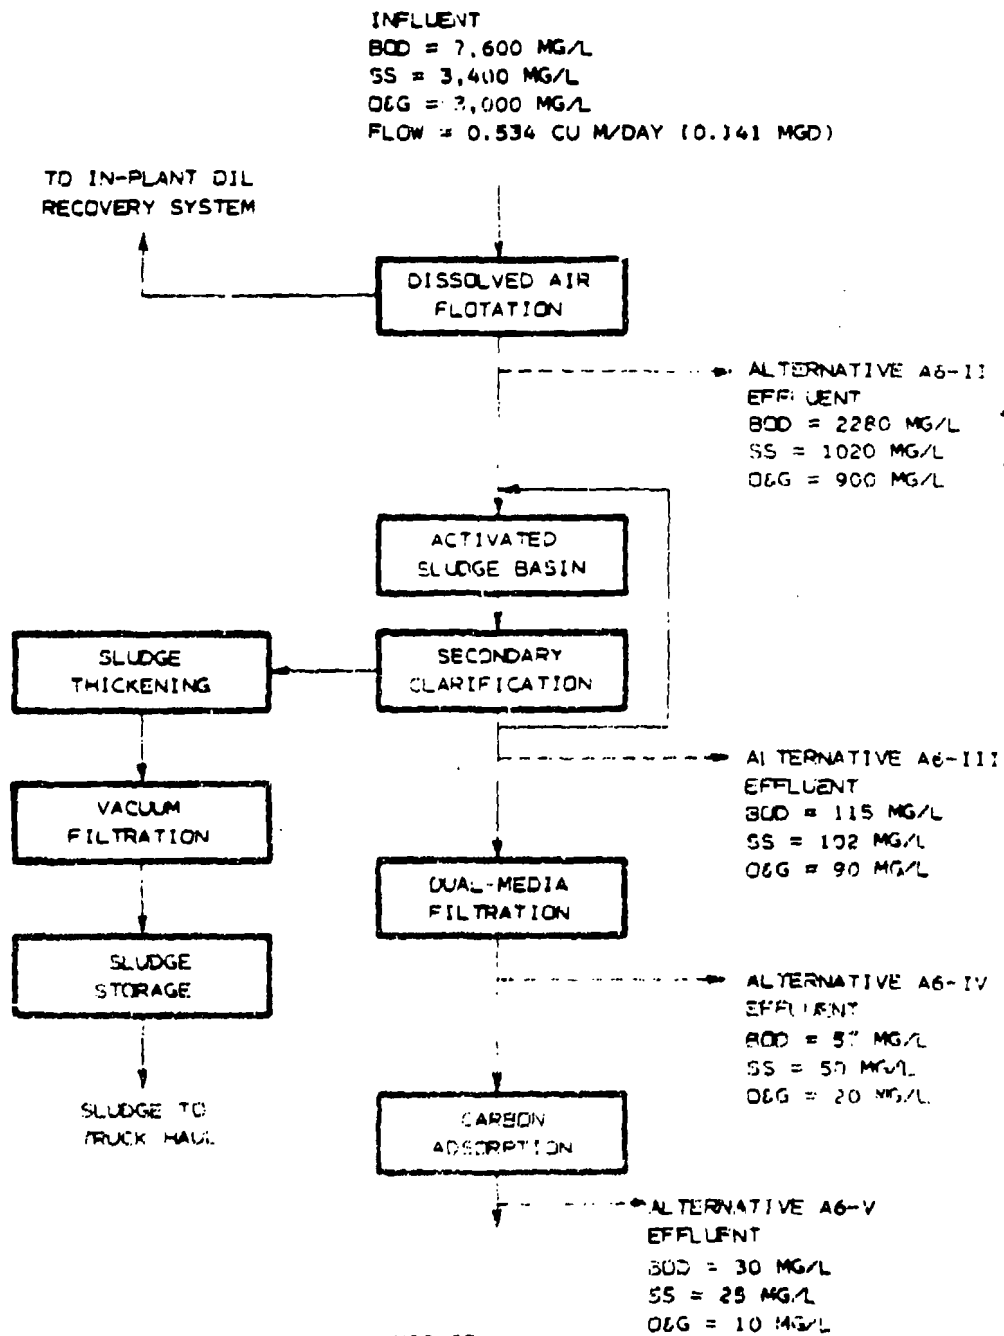 INFLUENT
BOD = 7,600 MG/L
SS = 3,400 MG/L
O&G = 3,000 MG/L
FLOW = 0.534 CU M/DAY (0.141 MGD)
TO IN-PLANT OIL
RECOVERY SYSTEM
DISSOLVED AIR
FLOTATION
ALTERNATIVE A6-II
EFFLUENT
BOD = 2280 MG/L
SS = 1020 MG/L
O&G = 900 MG/L
ACTIVATED
SLUDGE BASIN
SLUDGE
THICKENING
SECONDARY
CLARIFICATION
ALTERNATIVE A6-III
EFFLUENT
BOD = 115 MG/L
SS = 102 MG/L
O&G = 90 MG/L
VACUUM
FILTRATION
DUAL-MEDIA
FILTRATION
SLUDGE
STORAGE
ALTERNATIVE A6-IV
EFFLUENT
BOD = MG/L
SS = MG/L
O&G = 20 MG/L
SLUDGE TO
TRUCK HAUL
CARBON
ADSORPTION
ALTERNATIVE A6-V
EFFLUENT
BOD = 30 MG/L
SS = MG/L
O&G = 10 MG/L